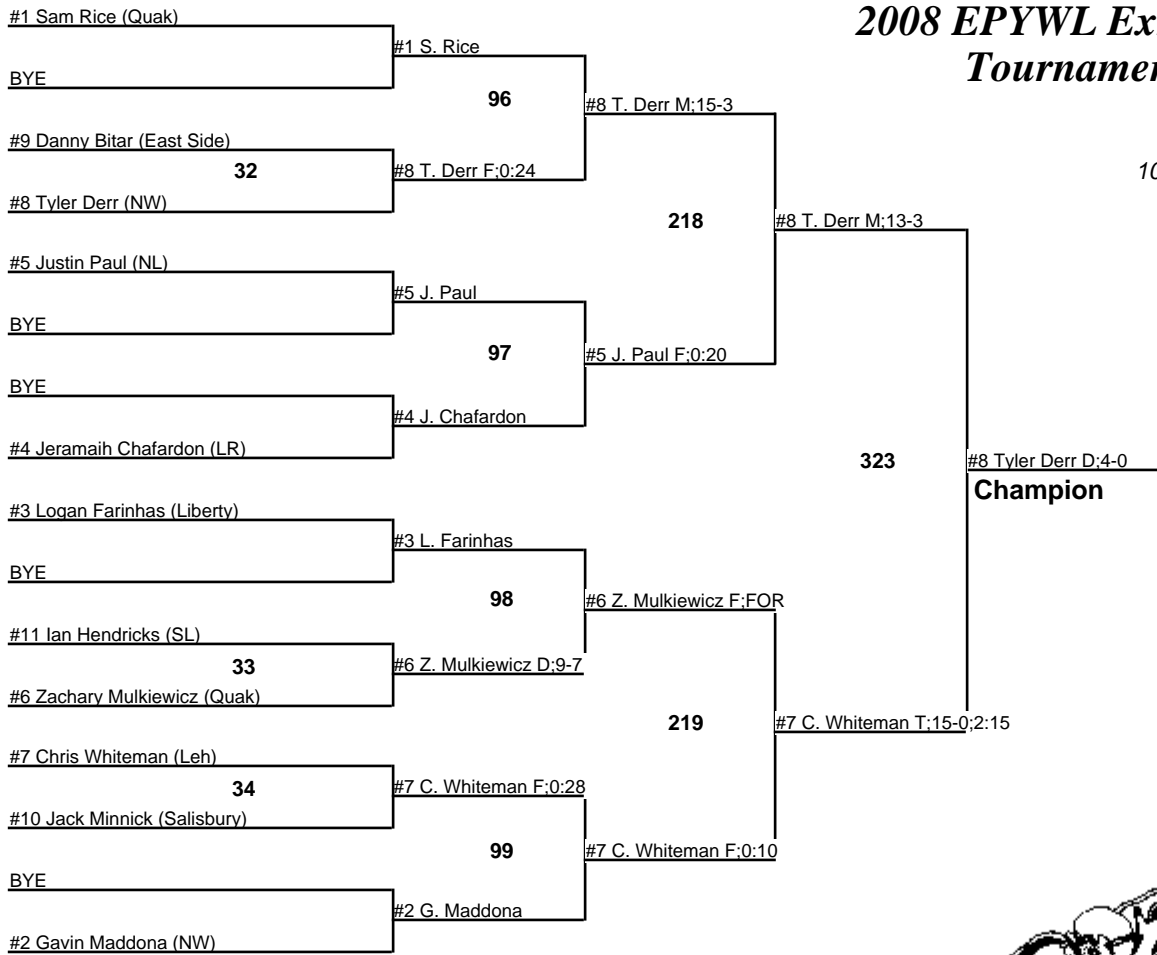 2008 EPYWL Ex
Tournamen
10
#1 Sam Rice (Quak)
BYE
#9 Danny Bitar (East Side)
32
#8 Tyler Derr (NW)
#5 Justin Paul (NL)
BYE
BYE
#4 Jeramaih Chafardon (LR)
#3 Logan Farinhas (Liberty)
BYE
#11 Ian Hendricks (SL)
33
#6 Zachary Mulkiewicz (Quak)
#7 Chris Whiteman (Leh)
34
#10 Jack Minnick (Salisbury)
BYE
#2 Gavin Maddona (NW)
#1 S. Rice
96
#8 T. Derr F;0:24
#5 J. Paul
97
#4 J. Chafardon
#3 L. Farinhas
98
#6 Z. Mulkiewicz D;9-7
#7 C. Whiteman F;0:28
99
#2 G. Maddona
#8 T. Derr M;15-3
218
#5 J. Paul F;0:20
#6 Z. Mulkiewicz F;FOR
219
#7 C. Whiteman F;0:10
#8 T. Derr M;13-3
323
#7 C. Whiteman T;15-0;2:15
#8 Tyler Derr D;4-0
Champion